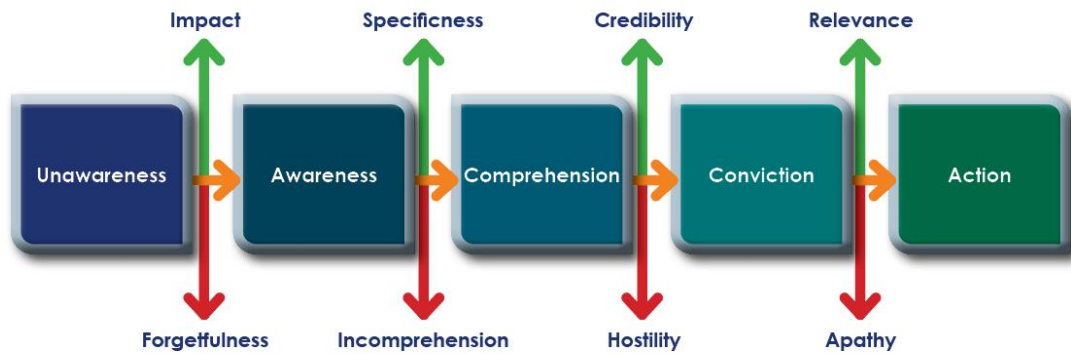 Impact
Specificness
Credibility
Relevance
Unawareness
Awareness
Comprehension
Conviction
Action
Forgetfulness
Incomprehension
Hostility
Apathy